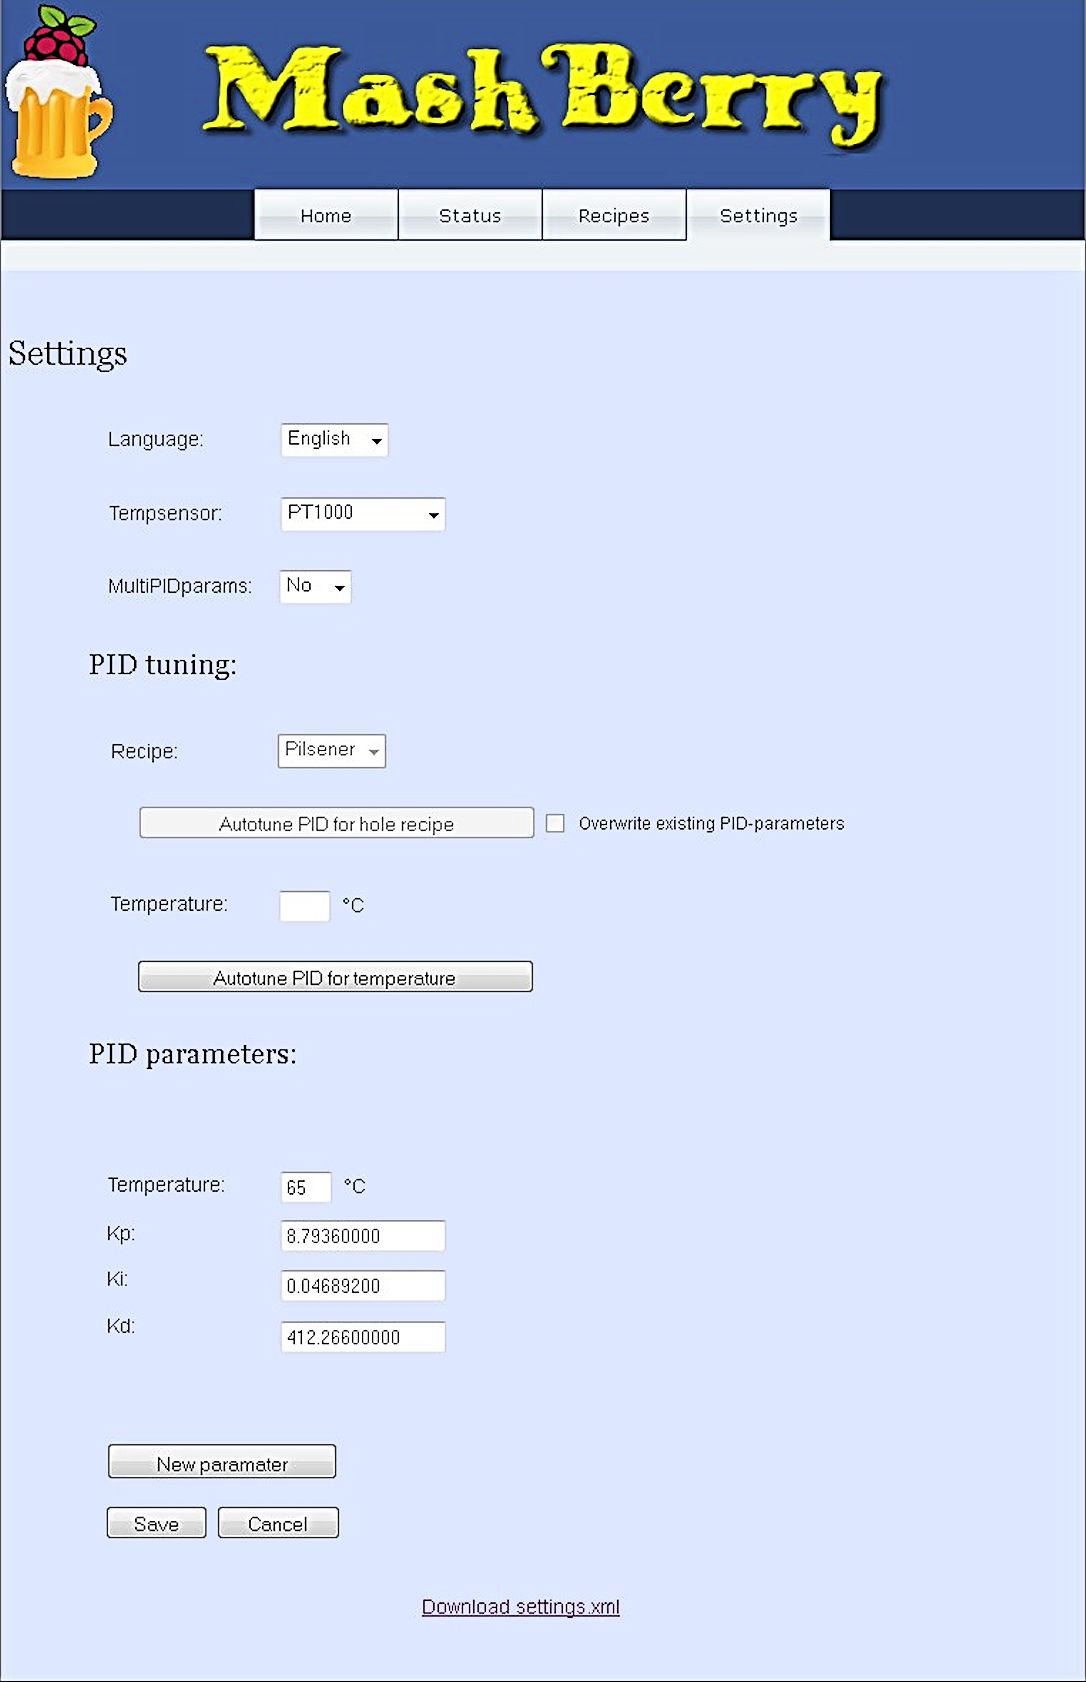 Mash Berry
Home Status Recipes Settings
Settings
Language: English
Tempsensor: PT1000
MultiPIDparams: No
PID tuning:
Recipe: Pilsener
Autotune PID for hole recipe Overwrite existing PID-parameters
Temperature: °C
Autotune PID for temperature
PID parameters:
Temperature: 65 °C
Kp: 8.79360000
Ki: 0.04689200
Kd: 412.26600000
New paramater
Save Cancel
Download settings.xml